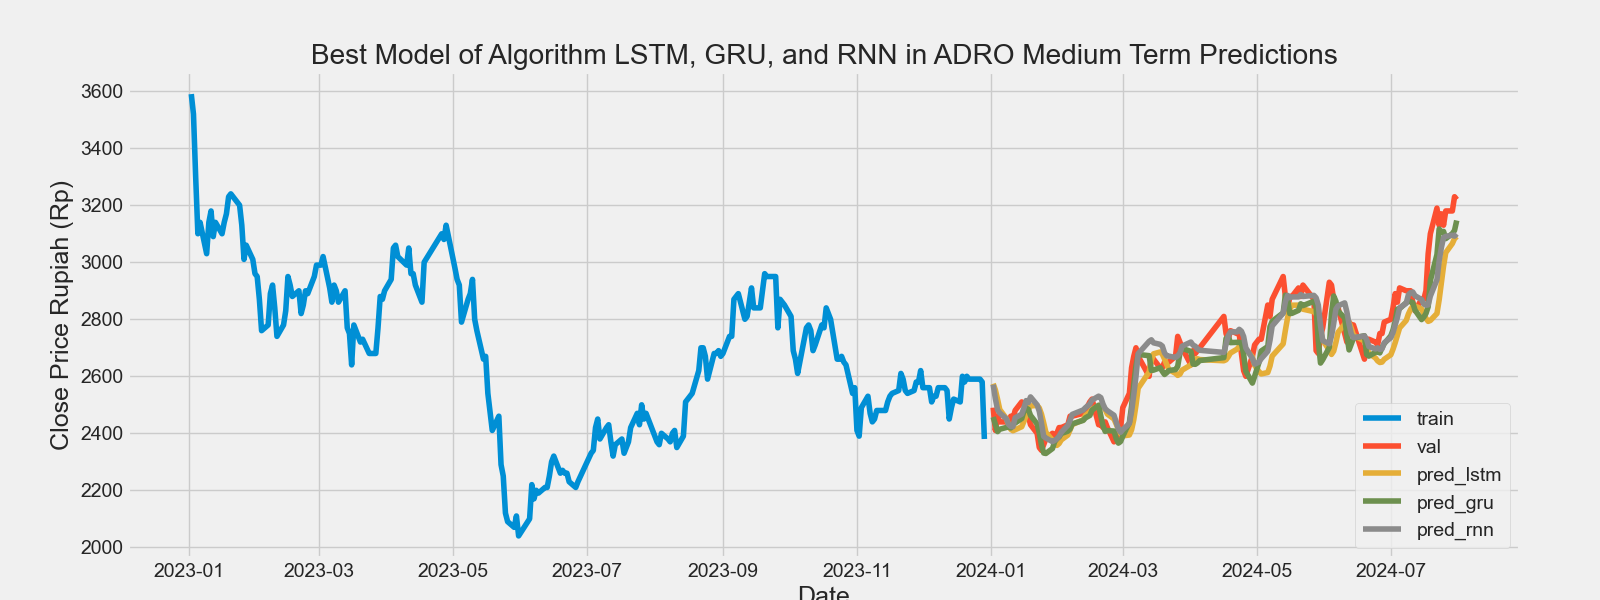 Best Model of Algorithm LSTM, GRU, and RNN in ADRO Medium Term Predictions
Close Price Rupiah (Rp)
3600
3400
3200
3000
2800
2600
2400
2200
2000
train
val
pred_lstm
pred_gru
pred_rnn
2023-01
2023-03
2023-05
2023-07
2023-09
2023-11
2024-01
2024-03
2024-05
2024-07
Date